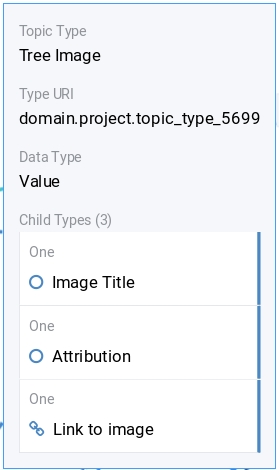 Topic Type
Tree Image
Type URI
domain.project.topic_type_5699
Data Type
Value
Child Types (3)
One
Image Title
One
Attribution
One
Link to image